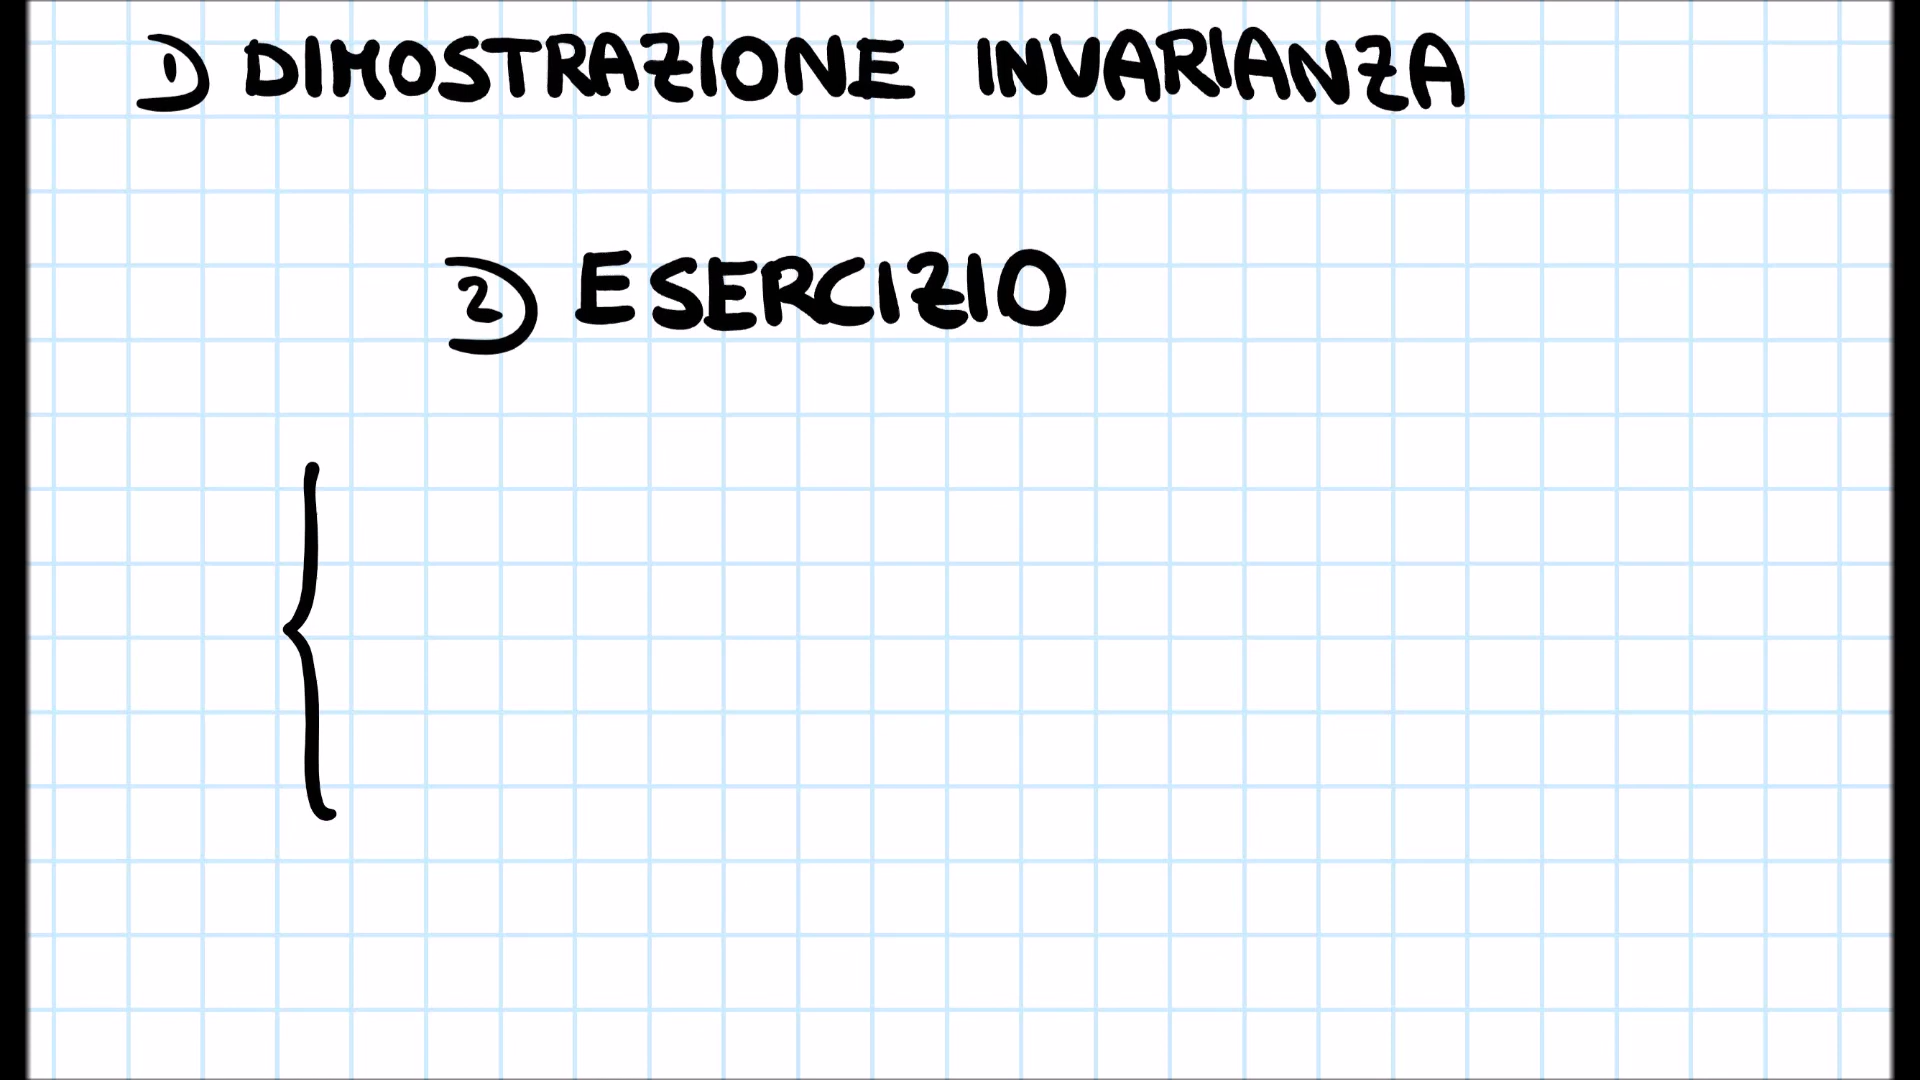 1) DIMOSTRAZIONE INVARIANZA
2) ESERCIZIO
{